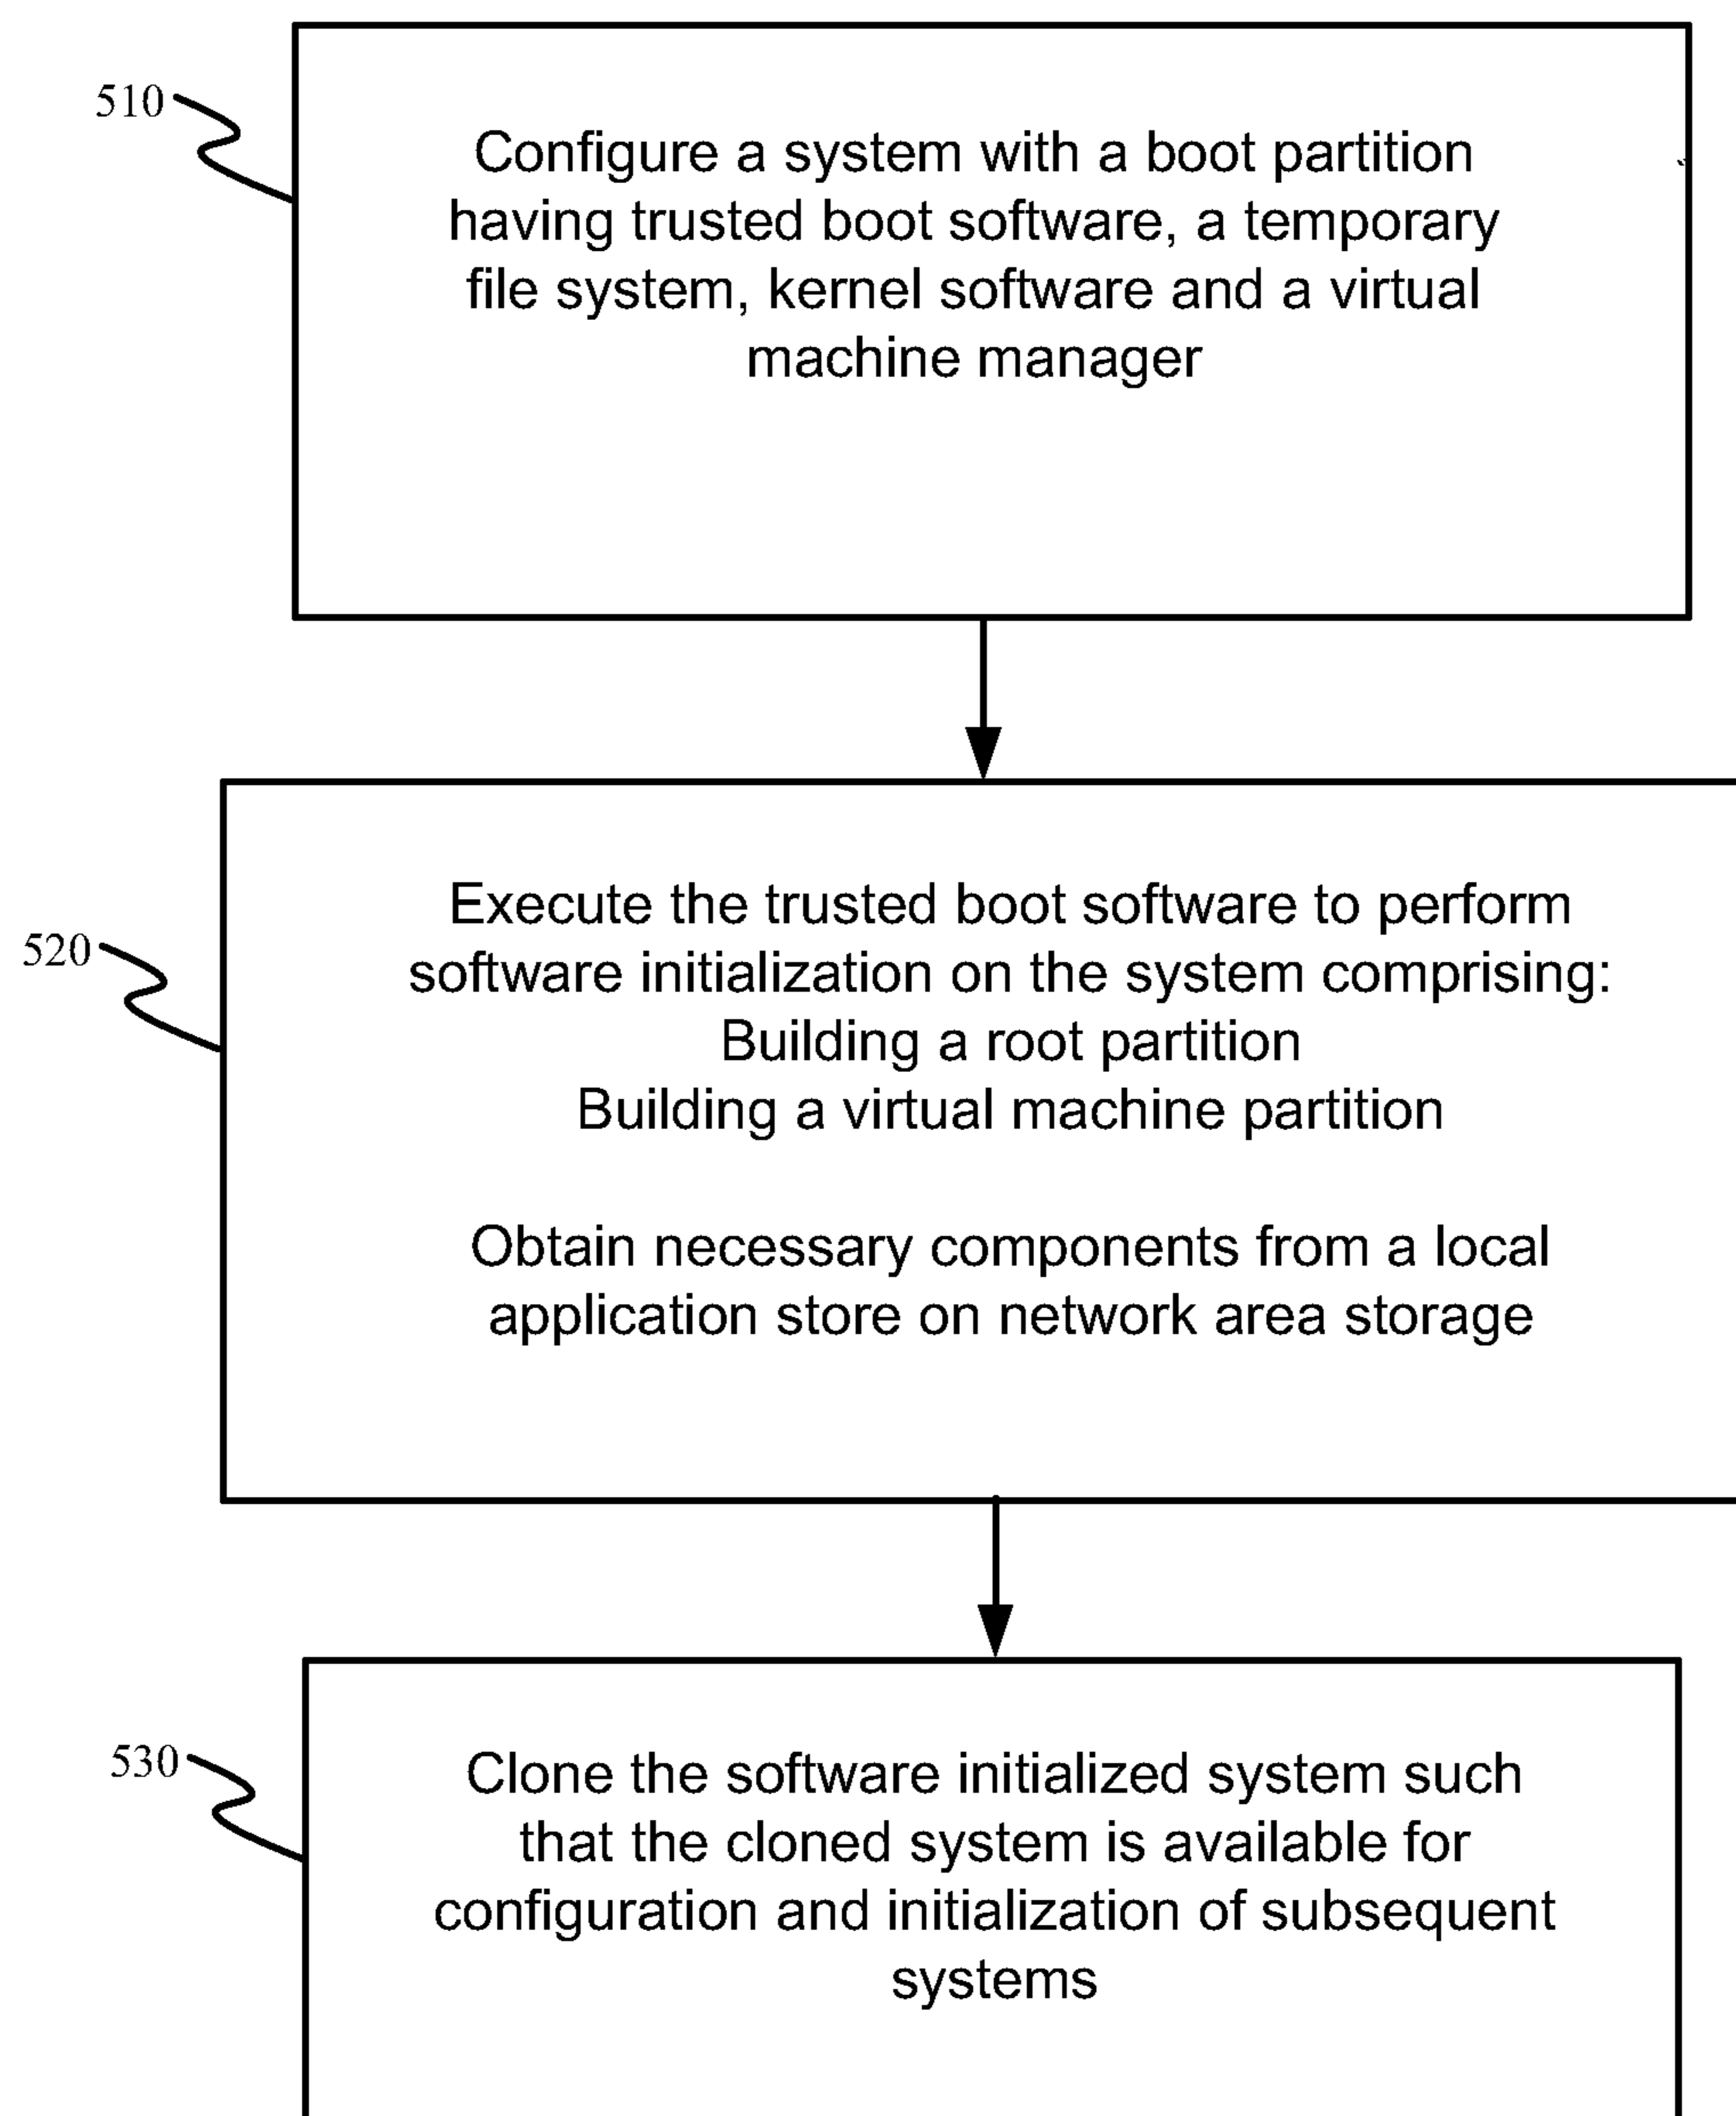 510
Configure a system with a boot partition
having trusted boot software, a temporary
file system, kernel software and a virtual
machine manager
520
Execute the trusted boot software to perform
software initialization on the system comprising:
Building a root partition
Building a virtual machine partition
Obtain necessary components from a local
application store on network area storage
530
Clone the software initialized system such
that the cloned system is available for
configuration and initialization of subsequent
systems